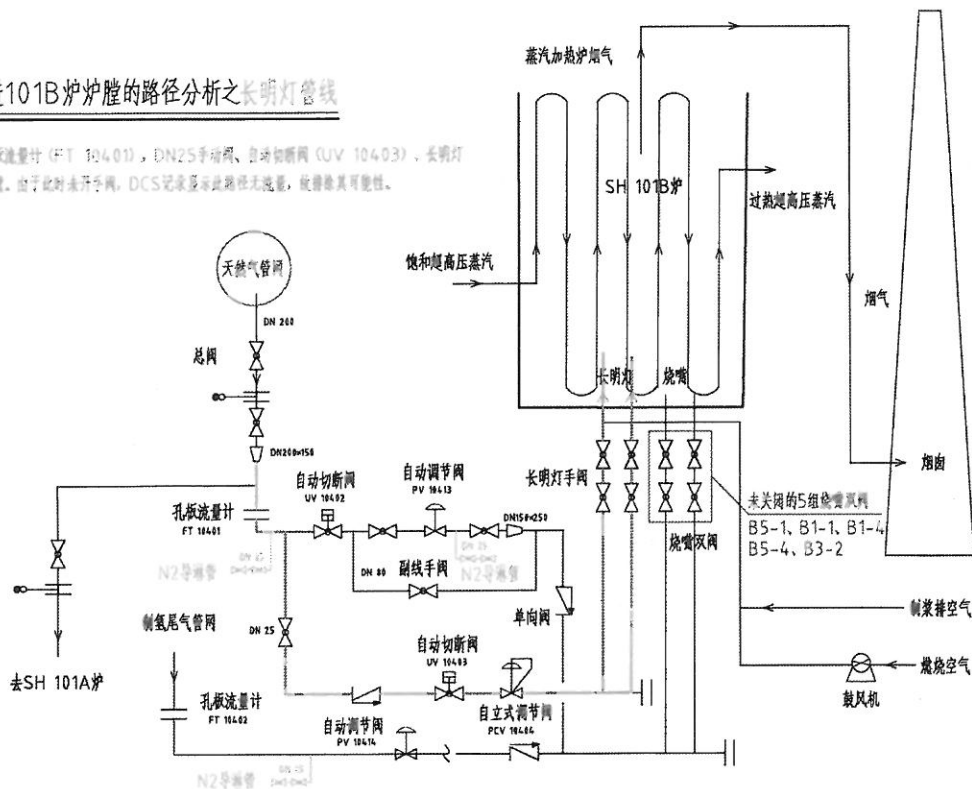 101B炉炉膛的路径分析之长明灯管线
流量计(FT 10401),DN25手动阀、自动切断阀(UV 10403)、长明灯
由于此时未开手阀,DCS记录显示此路径无流量,故排除其可能性。
蒸汽加热炉烟气
SH 101B炉
过热超高压蒸汽
饱和超高压蒸汽
烟气
天然气管网
DN 200
总阀
长明灯
烧嘴
烟囱
DN200×150
自动切断阀
UV 10402
自动调节阀
PV 10413
长明灯手阀
未关闭的5组烧嘴双阀
B5-1、B1-1、B1-4
B5-4、B3-2
孔板流量计
FT 10401
DN150×250
烧嘴双阀
DN 25
N2导淋管
DN 80
副线手阀
DN 25
N2导淋管
单向阀
制氢尾气管网
DN 25
制浆排空气
自动切断阀
UV 10403
去SH 101A炉
燃烧空气
鼓风机
孔板流量计
FT 10402
自动调节阀
PV 10414
自立式调节阀
PCV 10404
N2导淋管
DN 25